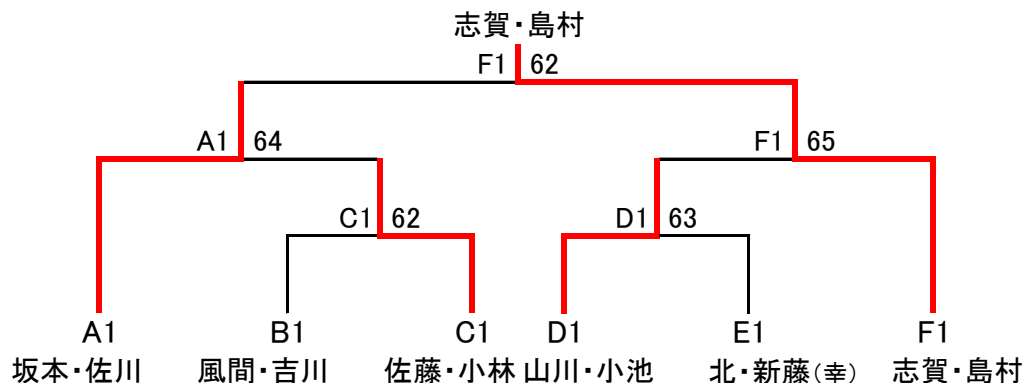 志賀・島村
F1 62
A1 64 F1 65
C1 62 D1 63
A1 B1 C1 D1 E1 F1
坂本・佐川 風間・吉川 佐藤・小林 山川・小池 北・新藤(幸) 志賀・島村